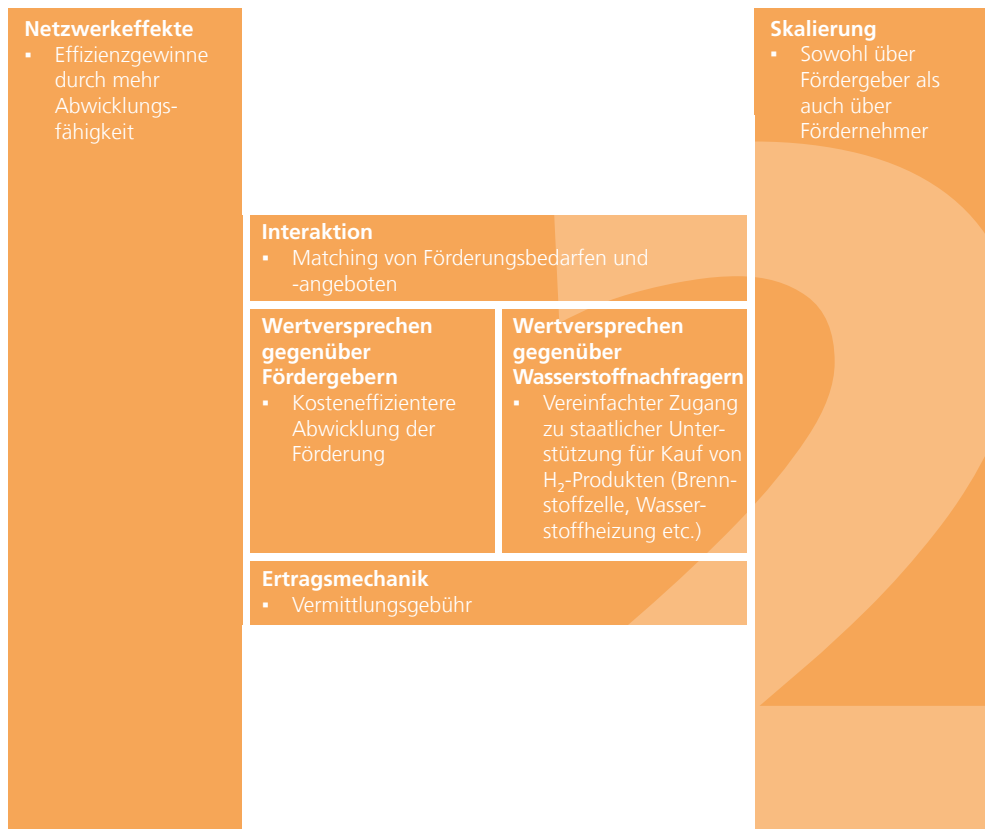 Netzwerkeffekte
▪ Effizienzgewinne
durch mehr
Abwicklungs-
fähigkeit
Interaktion
▪ Matching von Förderungsbedarfen und
-angeboten
Wertversprechen
gegenüber
Fördergebern
▪ Kosteneffizientere
Abwicklung der
Förderung
Wertversprechen
gegenüber
Wasserstoffnachfragern
▪ Vereinfachter Zugang
zu staatlicher Unter-
stützung für Kauf von
H₂-Produkten (Brenn-
stoffzelle, Wasser-
stoffheizung etc.)
Ertragsmechanik
▪ Vermittlungsgebühr
Skalierung
▪ Sowohl über
Fördergeber als
auch über
Fördernehmer
2